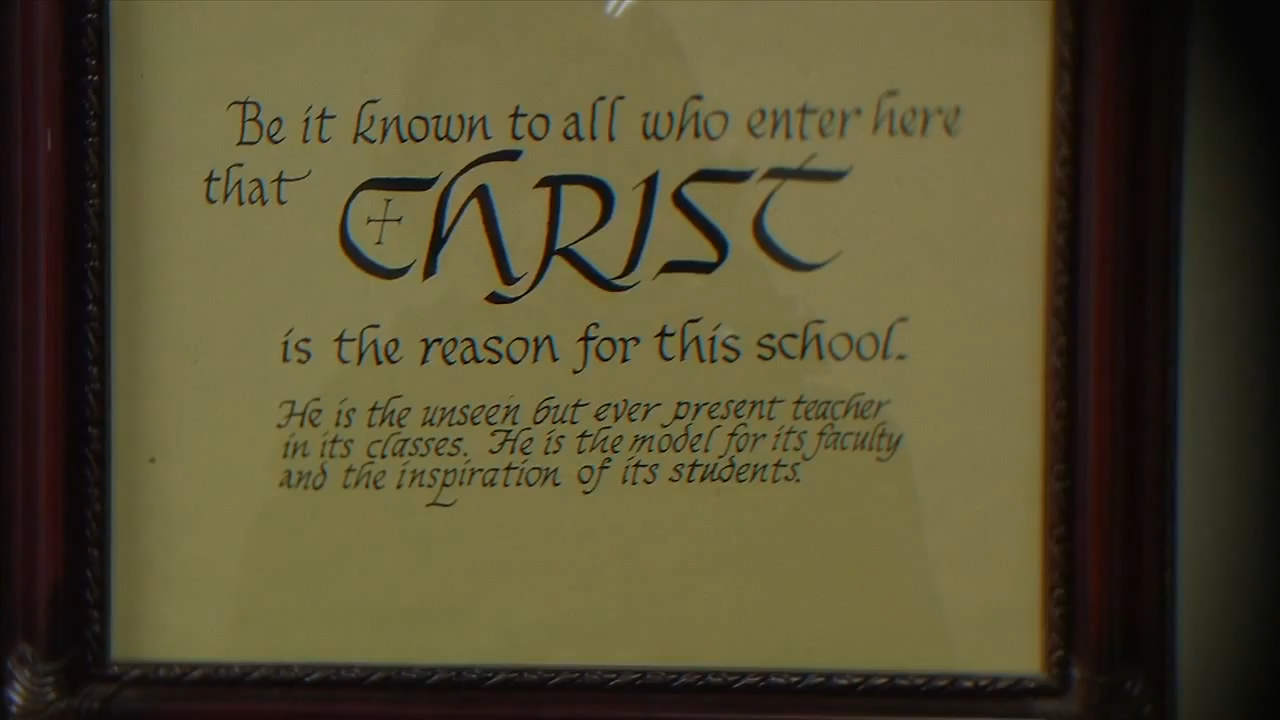 Be it known to all who enter here
that ChRIST
is the reason for this school.
He is the unseen but ever present teacher
in its classes. He is the model for its faculty
and the inspiration of its students.